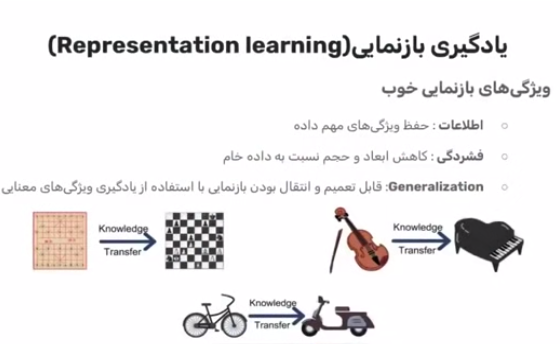 یادگیری بازنمایی(Representation learning)
ویژگی‌های بازنمایی خوب
○ اطلاعات : حفظ ویژگی‌های مهم داده
○ فشردگی : کاهش ابعاد و حجم نسبت به داده خام
○ Generalization: قابل تعمیم و انتقال بودن بازنمایی با استفاده از یادگیری ویژگی‌های معنایی
Knowledge
Transfer
Knowledge
Transfer
Knowledge
Transfer